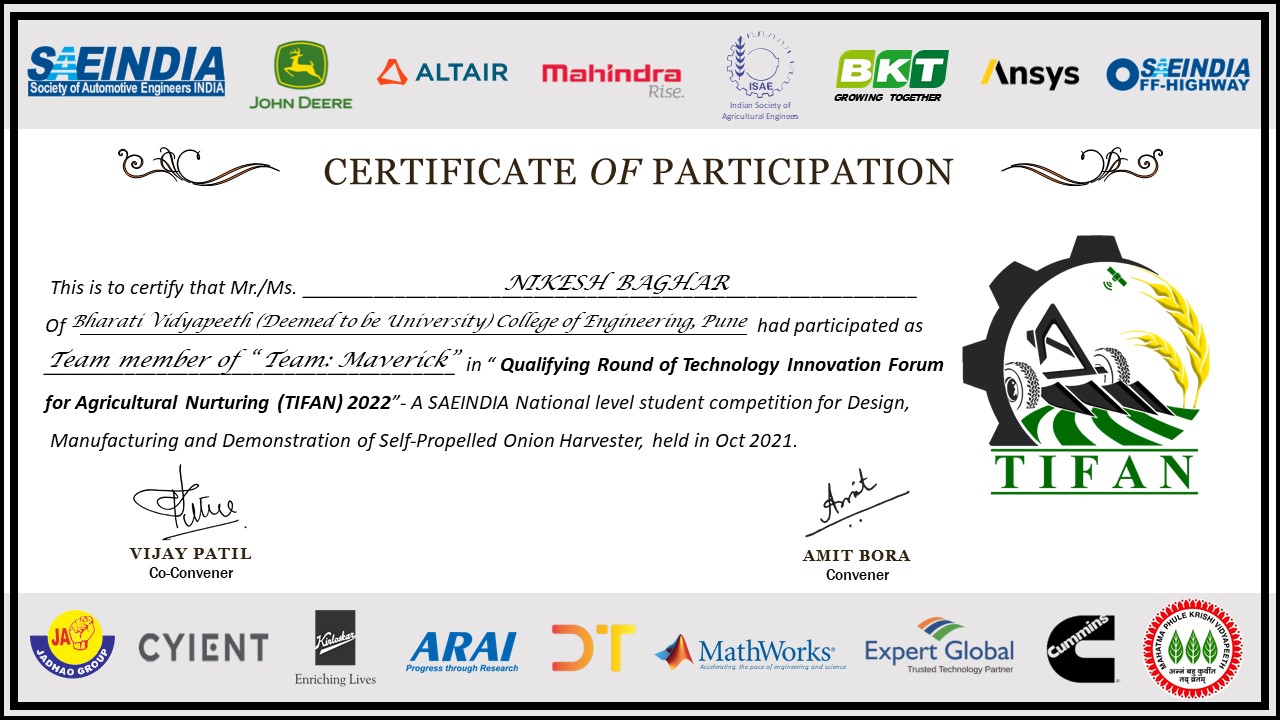 SAEINDIA
Society of Automotive Engineers INDIA
JOHN DEERE
ALTAIR
Mahindra
Rise.
ISAE
Indian Society of
Agricultural Engineers
BKT
GROWING TOGETHER
Ansys
SAEINDIA
OFF-HIGHWAY
CERTIFICATE OF PARTICIPATION
This is to certify that Mr./Ms. NIKESH BAGHAR
Of Bharati Vidyapeeth (Deemed to be University) College of Engineering, Pune had participated as
Team member of “ Team: Maverick” in “ Qualifying Round of Technology Innovation Forum
for Agricultural Nurturing (TIFAN) 2022”- A SAEINDIA National level student competition for Design,
Manufacturing and Demonstration of Self-Propelled Onion Harvester, held in Oct 2021.
TIFAN
Amit
VIJAY PATIL
Co-Convener
AMIT BORA
Convener
JA
JADHAO GROUP
CYIENT
Kirloskar
Enriching Lives
ARAI
Progress through Research
DT
MathWorks®
Accelerating the pace of engineering and science
Expert Global
Trusted Technology Partner
Cummins
MAHATMA PHULE KRISHI VIDYAPEETH
अन्नं बहु कुर्वीत
तद् व्रतम्